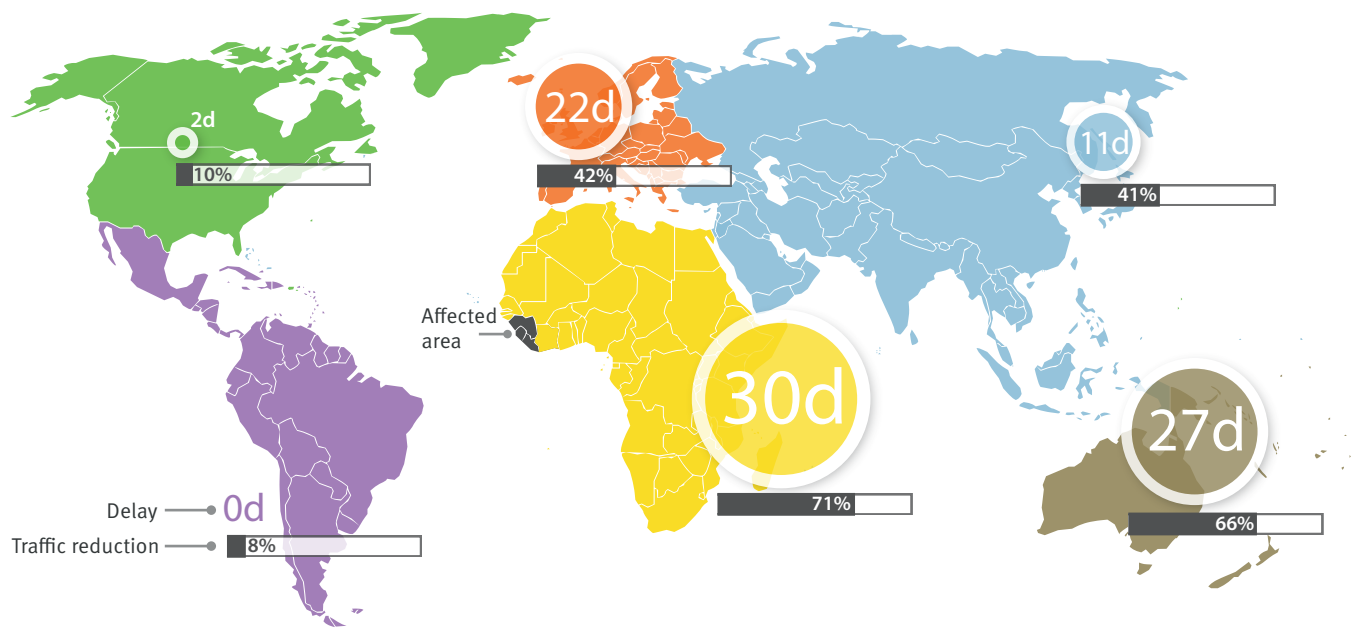 2d
10%
22d
42%
11d
41%
Affected
area
30d
71%
27d
66%
Delay
0d
Traffic reduction
8%